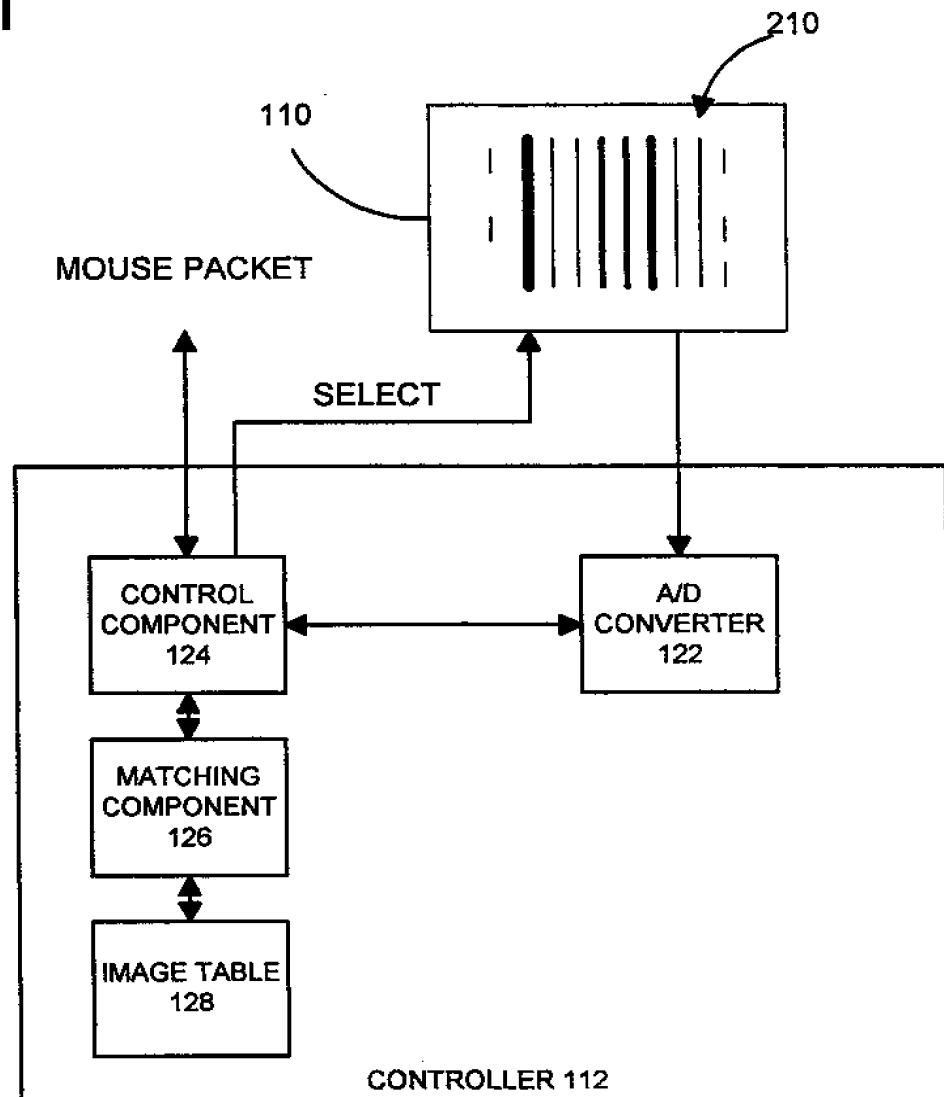 210
110
MOUSE PACKET
SELECT
CONTROL
COMPONENT
124
A/D
CONVERTER
122
MATCHING
COMPONENT
126
IMAGE TABLE
128
CONTROLLER 112